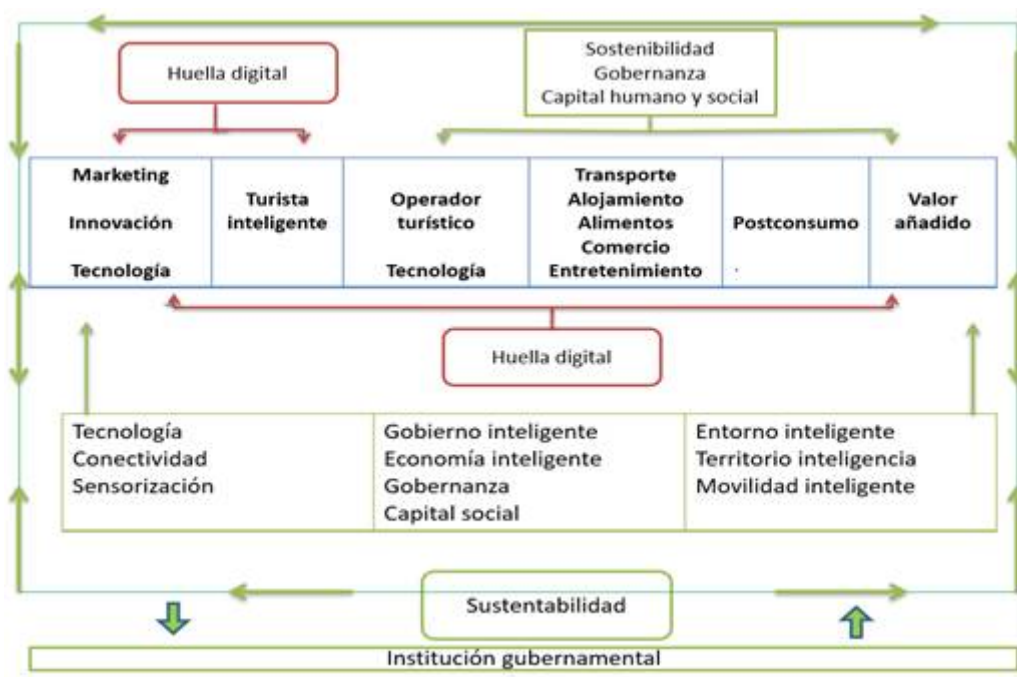 Huella digital
Sostenibilidad
Gobernanza
Capital humano y social
Marketing
Innovación
Tecnología
Turista
inteligente
Operador
turístico
Tecnología
Transporte
Alojamiento
Alimentos
Comercio
Entretenimiento
Postconsumo
.
Valor
añadido
Huella digital
Tecnología
Conectividad
Sensorización
Gobierno inteligente
Economía inteligente
Gobernanza
Capital social
Entorno inteligente
Territorio inteligencia
Movilidad inteligente
Sustentabilidad
Institución gubernamental